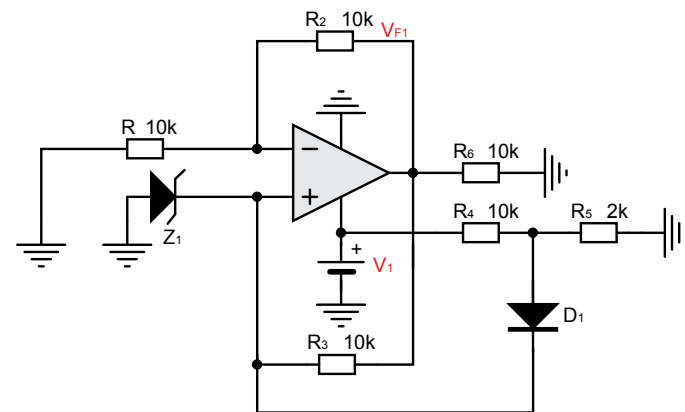 R2 10k
VF1
R 10k
− +
Z1
R6 10k
R4 10k
R5 2k
+
V1
D1
R3 10k